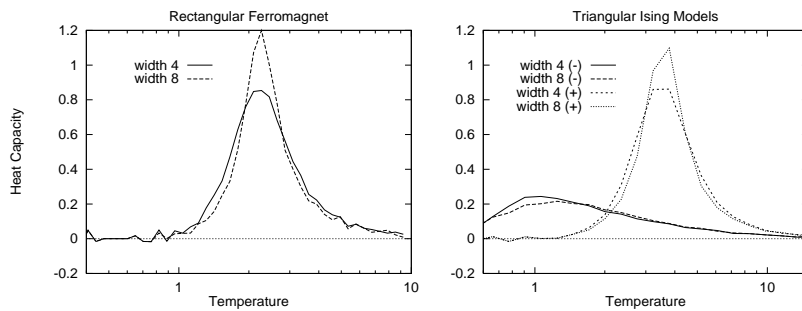 Rectangular Ferromagnet
Heat Capacity
1.2
1
0.8
0.6
0.4
0.2
0
-0.2
width 4
width 8
1
10
Temperature
Triangular Ising Models
1.2
1
0.8
0.6
0.4
0.2
0
-0.2
width 4 (-)
width 8 (-)
width 4 (+)
width 8 (+)
1
10
Temperature